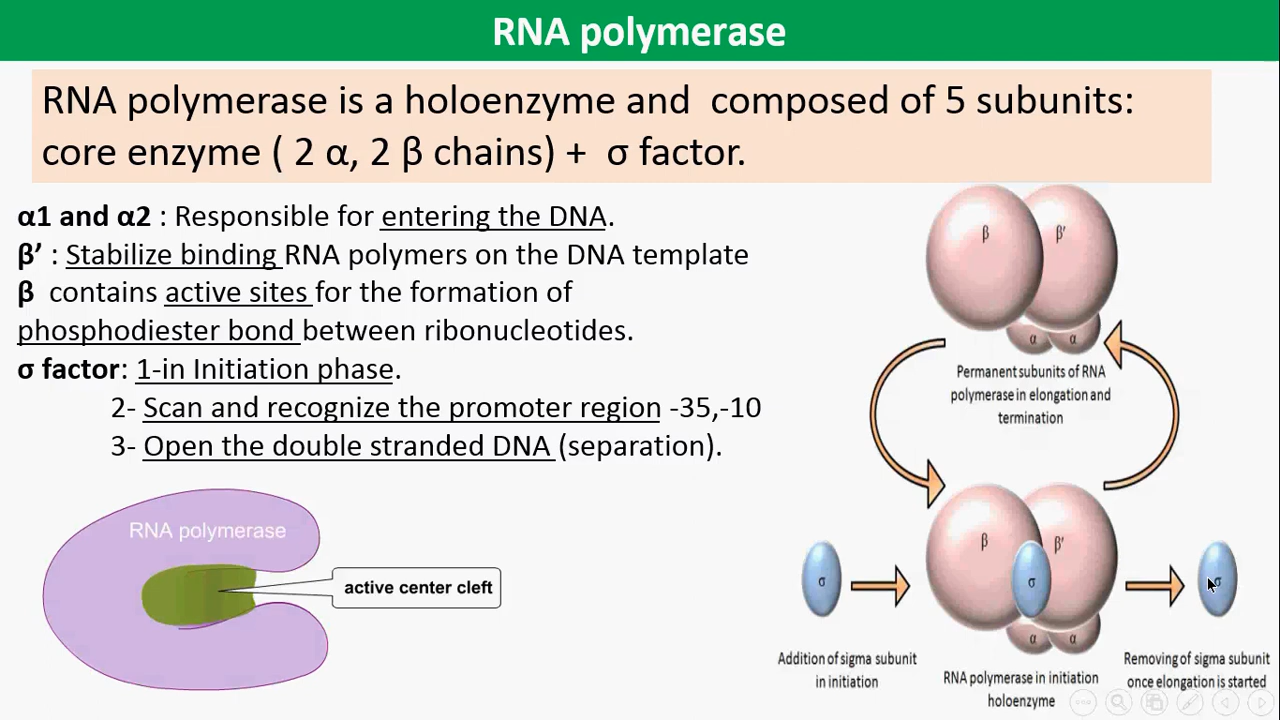 RNA polymerase
RNA polymerase is a holoenzyme and composed of 5 subunits:
core enzyme ( 2 α, 2 β chains) + σ factor.
α1 and α2 : Responsible for entering the DNA.
β’ : Stabilize binding RNA polymers on the DNA template
β contains active sites for the formation of
phosphodiester bond between ribonucleotides.
σ factor: 1-in Initiation phase.
2- Scan and recognize the promoter region -35,-10
3- Open the double stranded DNA (separation).
RNA polymerase
active center cleft
β β′
α α
Permanent subunits of RNA
polymerase in elongation and
termination
β β′
σ σ σ
α α
Addition of sigma subunit
in initiation
RNA polymerase in initiation
holoenzyme
Removing of sigma subunit
once elongation is started